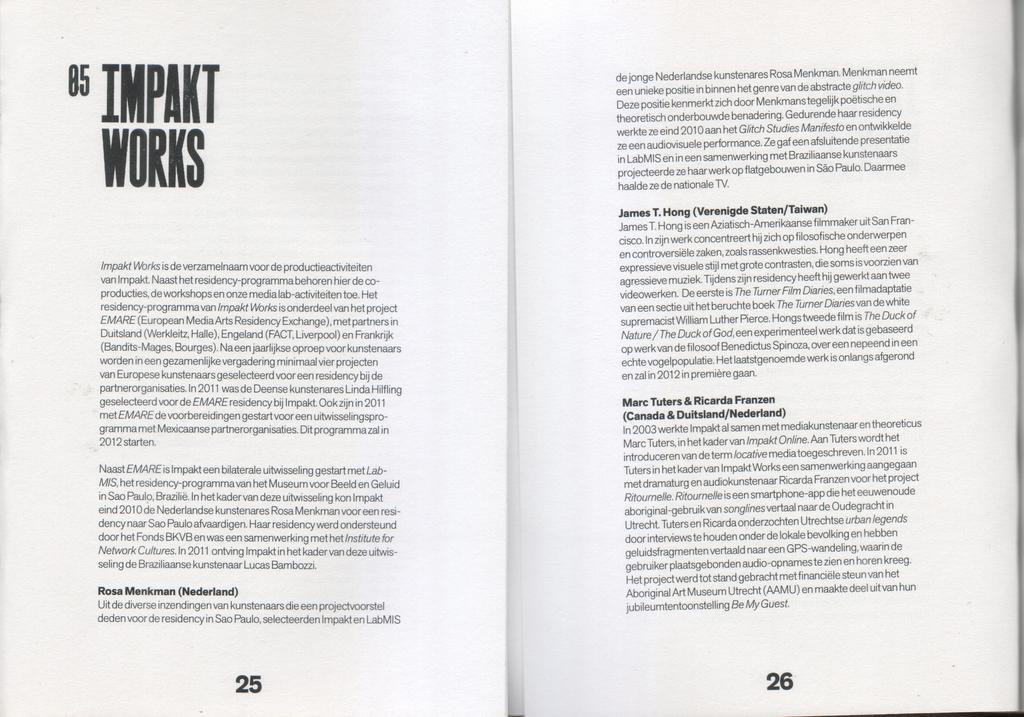 05 IMPAKT
WORKS
Impakt Works is de verzamelnaam voor de productieactiviteiten
van Impakt. Naast het residency-programma behoren hier de co-
producties, de workshops en onze media lab-activiteiten toe. Het
residency-programma van Impakt Works is onderdeel van het project
EMARE (European Media Arts Residency Exchange), met partners in
Duitsland (Werkleitz, Halle), Engeland (FACT, Liverpool) en Frankrijk
(Bandits-Mages, Bourges). Na een jaarlijkse oproep voor kunstenaars
worden in een gezamenlijke vergadering minimaal vier projecten
van Europese kunstenaars geselecteerd voor een residency bij de
partnerorganisaties. In 2011 was de Deense kunstenares Linda Hilfling
geselecteerd voor de EMARE residency bij Impakt. Ook zijn in 2011
met EMARE de voorbereidingen gestart voor een uitwisselingspro-
gramma met Mexicaanse partnerorganisaties. Dit programma zal in
2012 starten.
Naast EMARE is Impakt een bilaterale uitwisseling gestart met Lab-
MIS, het residency-programma van het Museum voor Beeld en Geluid
in Sao Paulo, Brazilië. In het kader van deze uitwisseling kon Impakt
eind 2010 de Nederlandse kunstenares Rosa Menkman voor een resi-
dency naar Sao Paulo afvaardigen. Haar residency werd ondersteund
door het Fonds BKVB en was een samenwerking met het Institute for
Network Cultures. In 2011 ontving Impakt in het kader van deze uitwis-
seling de Braziliaanse kunstenaar Lucas Bambozzi.
Rosa Menkman (Nederland)
Uit de diverse inzendingen van kunstenaars die een projectvoorstel
deden voor de residency in Sao Paulo, selecteerden Impakt en LabMIS
25
de jonge Nederlandse kunstenares Rosa Menkman. Menkman neemt
een unieke positie in binnen het genre van de abstracte glitch video.
Deze positie kenmerkt zich door Menkmans tegelijk poëtische en
theoretisch onderbouwde benadering. Gedurende haar residency
werkte ze eind 2010 aan het Glitch Studies Manifesto en ontwikkelde
ze een audiovisuele performance. Ze gaf een afsluitende presentatie
in LabMIS en in een samenwerking met Braziliaanse kunstenaars
projecteerde ze haar werk op flatgebouwen in São Paulo. Daarmee
haalde ze de nationale TV.
James T. Hong (Verenigde Staten/Taiwan)
James T. Hong is een Aziatisch-Amerikaanse filmmaker uit San Fran-
cisco. In zijn werk concentreert hij zich op filosofische onderwerpen
en controversiële zaken, zoals rassenkwesties. Hong heeft een zeer
expressieve visuele stijl met grote contrasten, die soms is voorzien van
agressieve muziek. Tijdens zijn residency heeft hij gewerkt aan twee
videowerken. De eerste is The Turner Film Diaries, een filmadaptatie
van een sectie uit het beruchte boek The Turner Diaries van de white
supremacist William Luther Pierce. Hongs tweede film is The Duck of
Nature / The Duck of God, een experimenteel werk dat is gebaseerd
op werk van de filosoof Benedictus Spinoza, over een nepeend in een
echte vogelpopulatie. Het laatstgenoemde werk is onlangs afgerond
en zal in 2012 in première gaan.
Marc Tuters & Ricarda Franzen
(Canada & Duitsland/Nederland)
In 2003 werkte Impakt al samen met mediakunstenaar en theoreticus
Marc Tuters, in het kader van Impakt Online. Aan Tuters wordt het
introduceren van de term locative media toegeschreven. In 2011 is
Tuters in het kader van Impakt Works een samenwerking aangegaan
met dramaturg en audiokunstenaar Ricarda Franzen voor het project
Ritournelle. Ritournelle is een smartphone-app die het eeuwenoude
aboriginal-gebruik van songlines vertaal naar de Oudegracht in
Utrecht. Tuters en Ricarda onderzochten Utrechtse urban legends
door interviews te houden onder de lokale bevolking en hebben
geluidsfragmenten vertaald naar een GPS-wandeling, waarin de
gebruiker plaatsgebonden audio-opnames te zien en horen kreeg.
Het project werd tot stand gebracht met financiële steun van het
Aboriginal Art Museum Utrecht (AAMU) en maakte deel uit van hun
jubileumtentoonstelling Be My Guest.
26